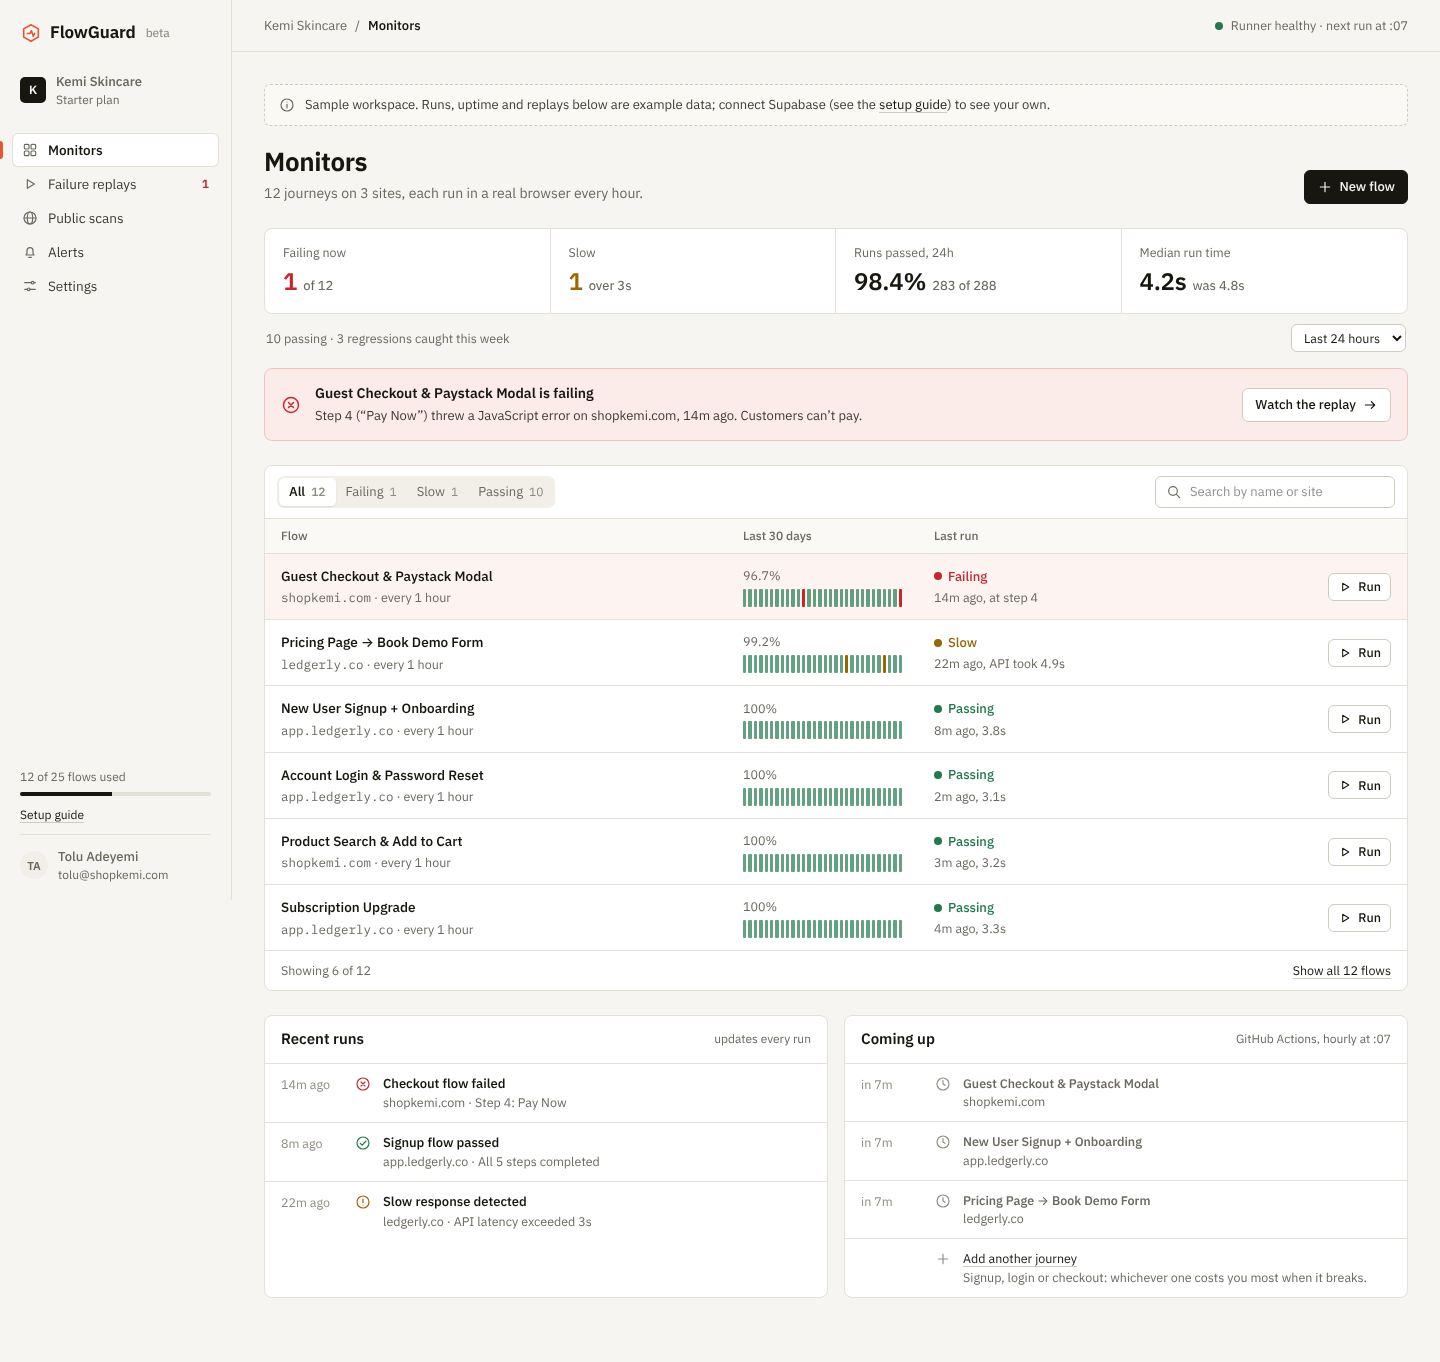 FlowGuard beta
K
Kemi Skincare
Starter plan
Monitors
Failure replays 1
Public scans
Alerts
Settings
12 of 25 flows used
Setup guide
TA
Tolu Adeyemi
tolu@shopkemi.com
Kemi Skincare / Monitors
Runner healthy · next run at :07
Sample workspace. Runs, uptime and replays below are example data; connect Supabase (see the setup guide) to see your own.
Monitors
12 journeys on 3 sites, each run in a real browser every hour.
New flow
Failing now
1 of 12
Slow
1 over 3s
Runs passed, 24h
98.4% 283 of 288
Median run time
4.2s was 4.8s
10 passing · 3 regressions caught this week
Last 24 hours
Guest Checkout & Paystack Modal is failing
Step 4 (“Pay Now”) threw a JavaScript error on shopkemi.com, 14m ago. Customers can’t pay.
Watch the replay →
All 12 Failing 1 Slow 1 Passing 10
Search by name or site
Flow Last 30 days Last run
Guest Checkout & Paystack Modal
shopkemi.com · every 1 hour
96.7%
Failing
14m ago, at step 4
Run
Pricing Page → Book Demo Form
ledgerly.co · every 1 hour
99.2%
Slow
22m ago, API took 4.9s
Run
New User Signup + Onboarding
app.ledgerly.co · every 1 hour
100%
Passing
8m ago, 3.8s
Run
Account Login & Password Reset
app.ledgerly.co · every 1 hour
100%
Passing
2m ago, 3.1s
Run
Product Search & Add to Cart
shopkemi.com · every 1 hour
100%
Passing
3m ago, 3.2s
Run
Subscription Upgrade
app.ledgerly.co · every 1 hour
100%
Passing
4m ago, 3.3s
Run
Showing 6 of 12
Show all 12 flows
Recent runs
updates every run
14m ago
Checkout flow failed
shopkemi.com · Step 4: Pay Now
8m ago
Signup flow passed
app.ledgerly.co · All 5 steps completed
22m ago
Slow response detected
ledgerly.co · API latency exceeded 3s
Coming up
GitHub Actions, hourly at :07
in 7m
Guest Checkout & Paystack Modal
shopkemi.com
in 7m
New User Signup + Onboarding
app.ledgerly.co
in 7m
Pricing Page → Book Demo Form
ledgerly.co
Add another journey
Signup, login or checkout: whichever one costs you most when it breaks.